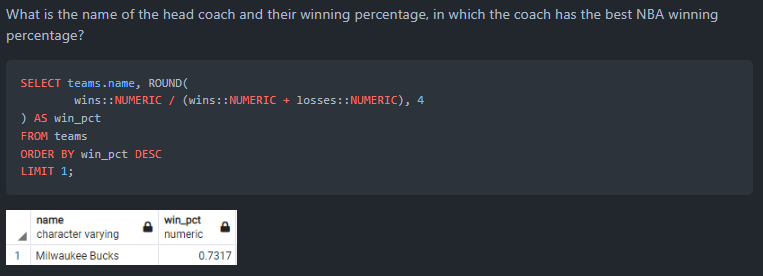 What is the name of the head coach and their winning percentage, in which the coach has the best NBA winning
percentage?
SELECT teams.name, ROUND(
wins::NUMERIC / (wins::NUMERIC + losses::NUMERIC), 4
) AS win_pct
FROM teams
ORDER BY win_pct DESC
LIMIT 1;
name win_pct
character varying numeric
1 Milwaukee Bucks 0.7317